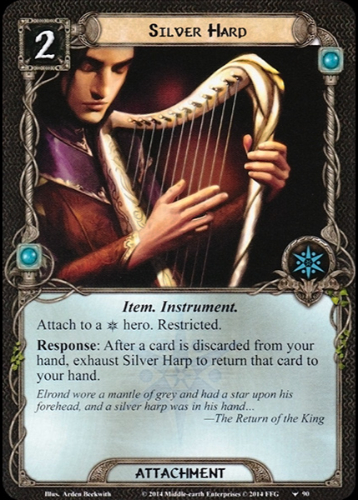 2
Silver Hard
Item. Instrument.
Attach to a hero. Restricted.
Response: After a card is discarded from your
hand, exhaust Silver Harp to return that card to
your hand.
Elrond wore a mantle of grey and had a star upon his
forehead, and a silver harp was in his hand...
—The Return of the King
Attachment
Illus. Arden Beckwith
© 2014 Middle-earth Enterprises © 2014 FFG
90